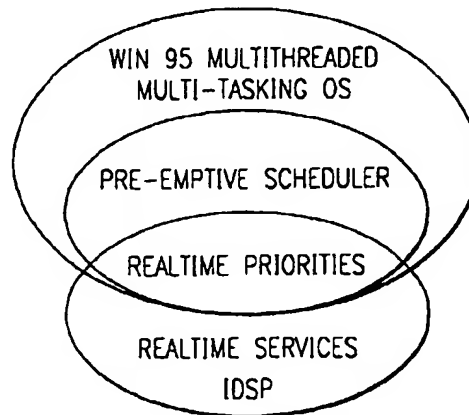 WIN 95 MULTITHREADED
MULTI-TASKING OS
PRE-EMPTIVE SCHEDULER
REALTIME PRIORITIES
REALTIME SERVICES
IDSP